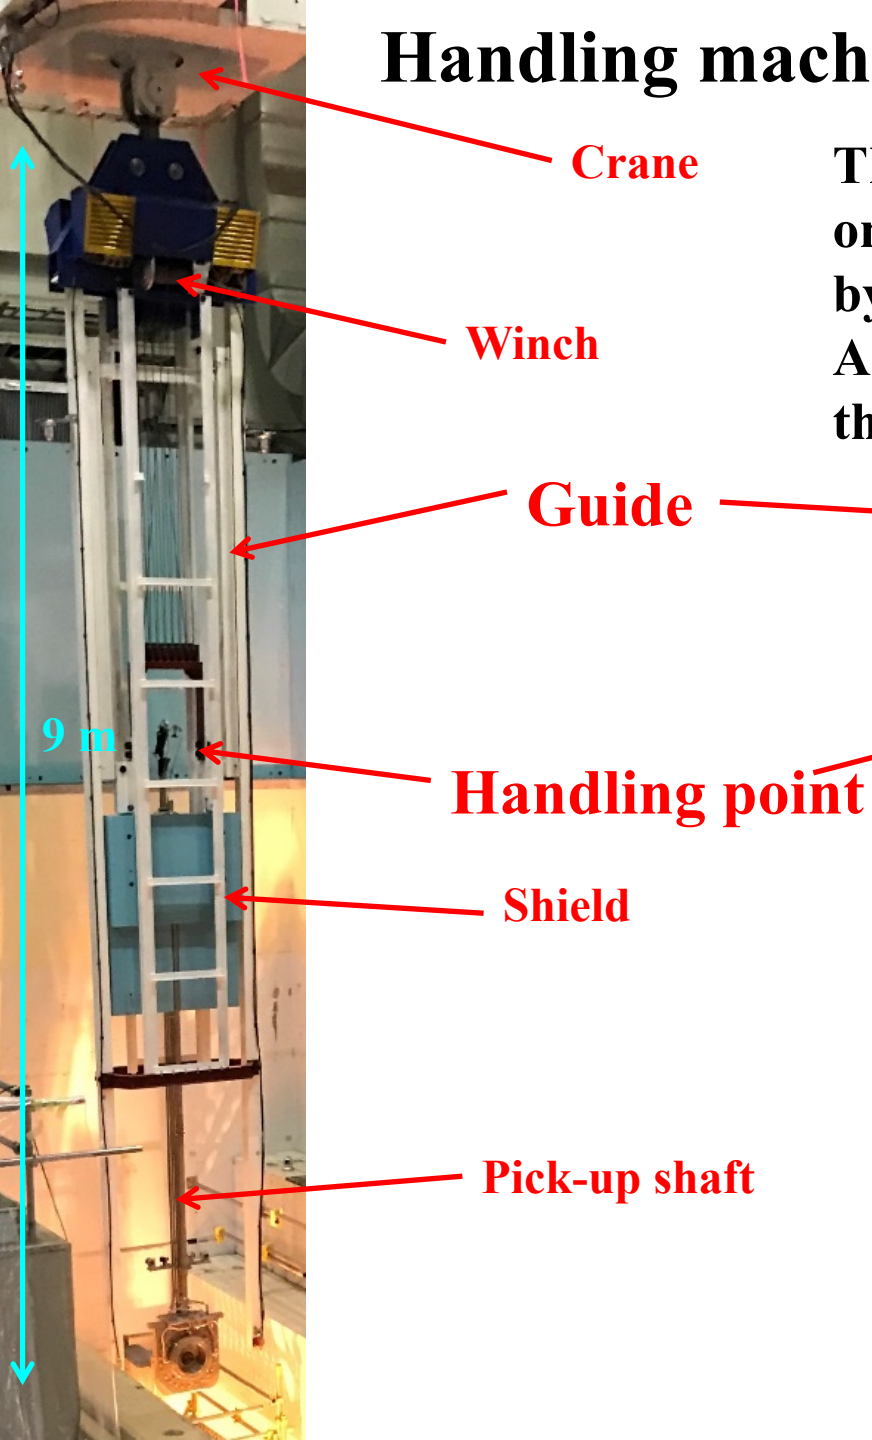 Handling mach
Crane
Winch
Guide
9 m
Handling point
Shield
Pick-up shaft